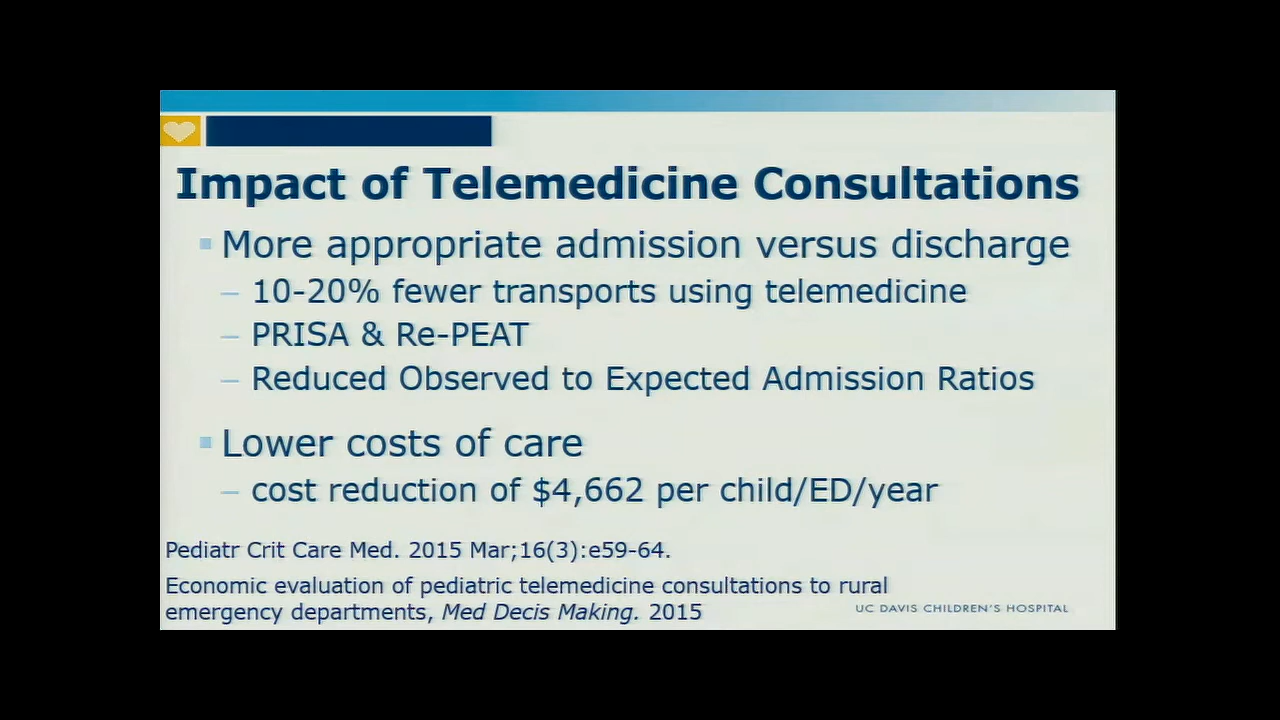 Impact of Telemedicine Consultations
More appropriate admission versus discharge
– 10-20% fewer transports using telemedicine
– PRISA & Re-PEAT
– Reduced Observed to Expected Admission Ratios
Lower costs of care
– cost reduction of $4,662 per child/ED/year
Pediatr Crit Care Med. 2015 Mar;16(3):e59-64.
Economic evaluation of pediatric telemedicine consultations to rural
emergency departments, Med Decis Making. 2015
UC DAVIS CHILDREN'S HOSPITAL